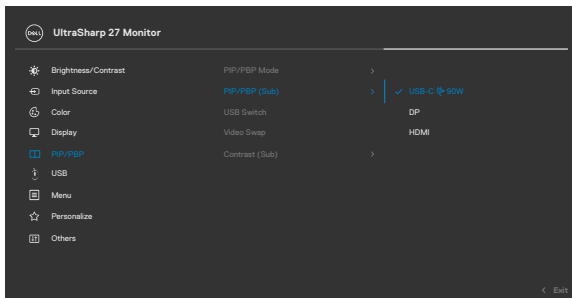 DELL UltraSharp 27 Monitor
Brightness/Contrast PIP/PBP Mode
Input Source PIP/PBP (Sub) USB-C 90W
Color USB Switch DP
Display Video Swap HDMI
PIP/PBP Contrast (Sub)
USB
Menu
Personalize
Others
Exit